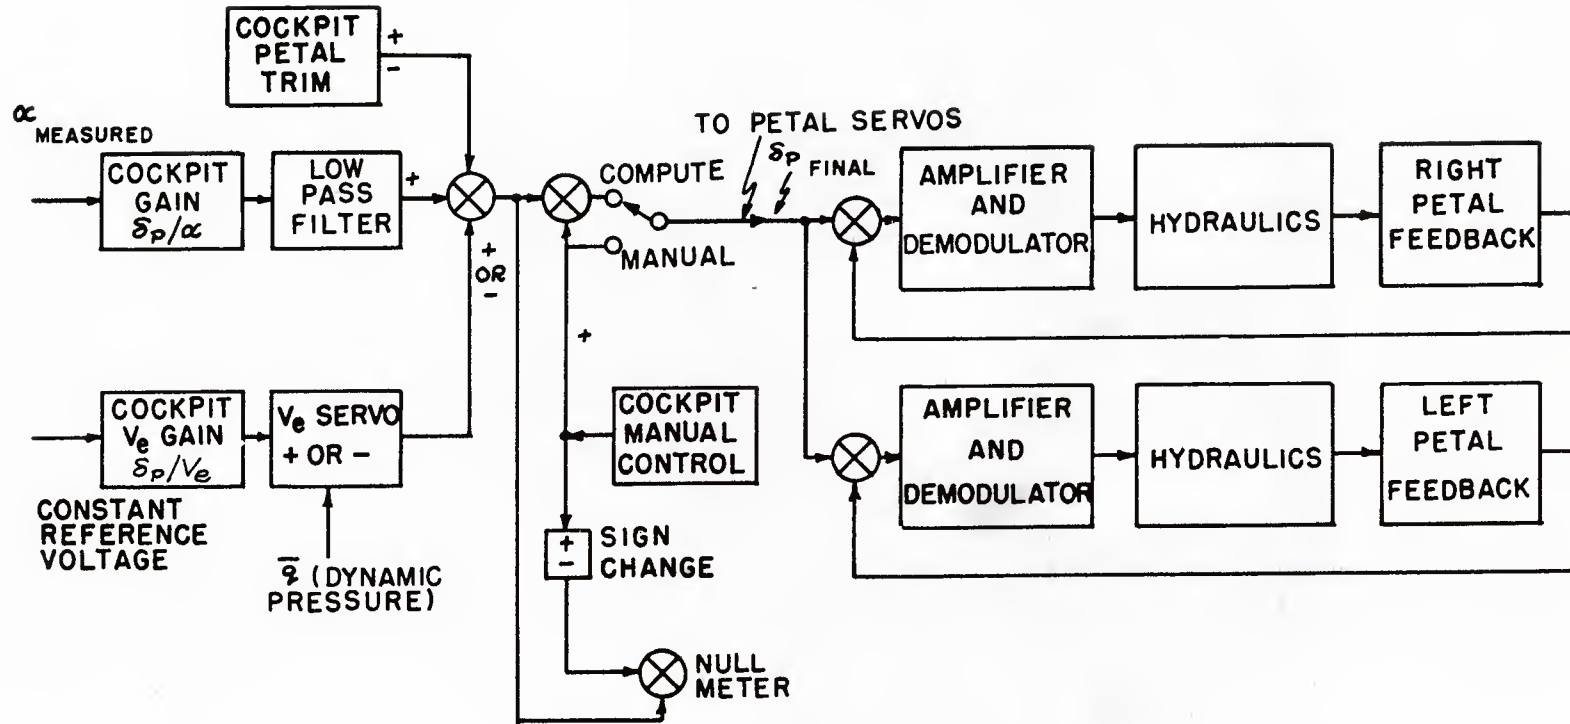 COCKPIT
PETAL
TRIM
+
-
α MEASURED
COCKPIT
GAIN
δP/α
LOW
PASS
FILTER
+
+
OR
-
COMPUTE
MANUAL
TO PETAL SERVOS
δP FINAL
AMPLIFIER
AND
DEMODULATOR
HYDRAULICS
RIGHT
PETAL
FEEDBACK
COCKPIT
Ve GAIN
δP/Ve
Ve SERVO
+ OR -
CONSTANT
REFERENCE
VOLTAGE
q̅ (DYNAMIC
PRESSURE)
+
COCKPIT
MANUAL
CONTROL
+
-
SIGN
CHANGE
NULL
METER
AMPLIFIER
AND
DEMODULATOR
HYDRAULICS
LEFT
PETAL
FEEDBACK